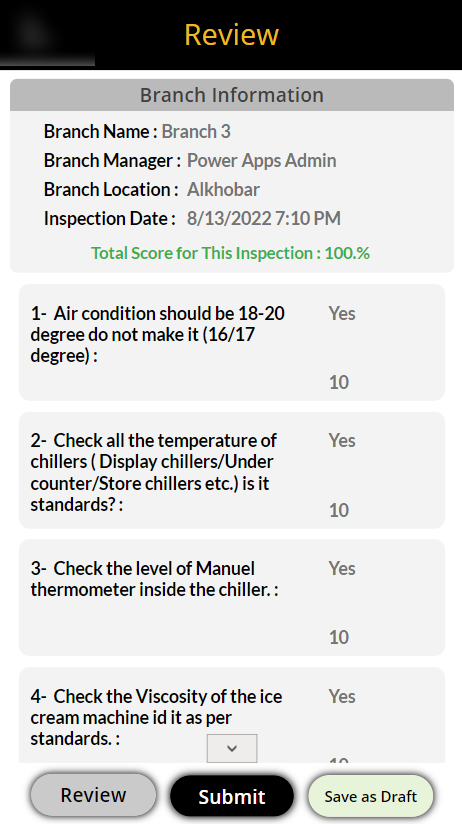 Review
Branch Information
Branch Name : Branch 3
Branch Manager : Power Apps Admin
Branch Location : Alkhobar
Inspection Date : 8/13/2022 7:10 PM
Total Score for This Inspection : 100.%
1- Air condition should be 18-20 Yes
degree do not make it (16/17
degree) :
10
2- Check all the temperature of Yes
chillers ( Display chillers/Under
counter/Store chillers etc.) is it
standards? :
10
3- Check the level of Manuel Yes
thermometer inside the chiller. :
10
4- Check the Viscosity of the ice Yes
cream machine id it as per
standards. :
10
Review Submit Save as Draft